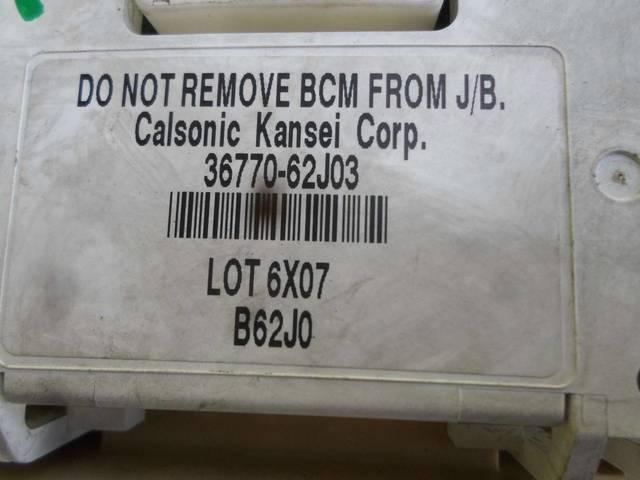 DO NOT REMOVE BCM FROM J/B.
Calsonic Kansei Corp.
36770-62J03
LOT 6X07
B62J0